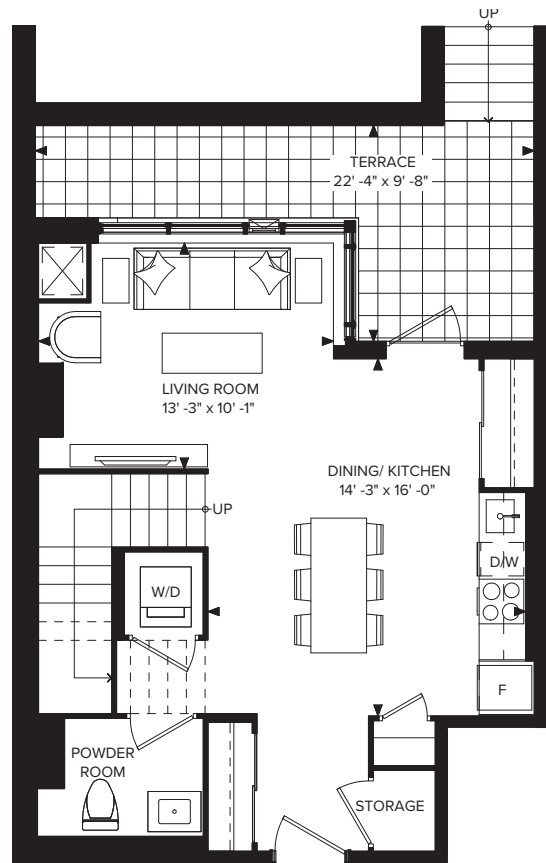 UP
TERRACE
22' -4" x 9' -8"
LIVING ROOM
13' -3" x 10' -1"
DINING/ KITCHEN
14' -3" x 16' -0"
UP
D/W
W/D
F
POWDER
ROOM
STORAGE